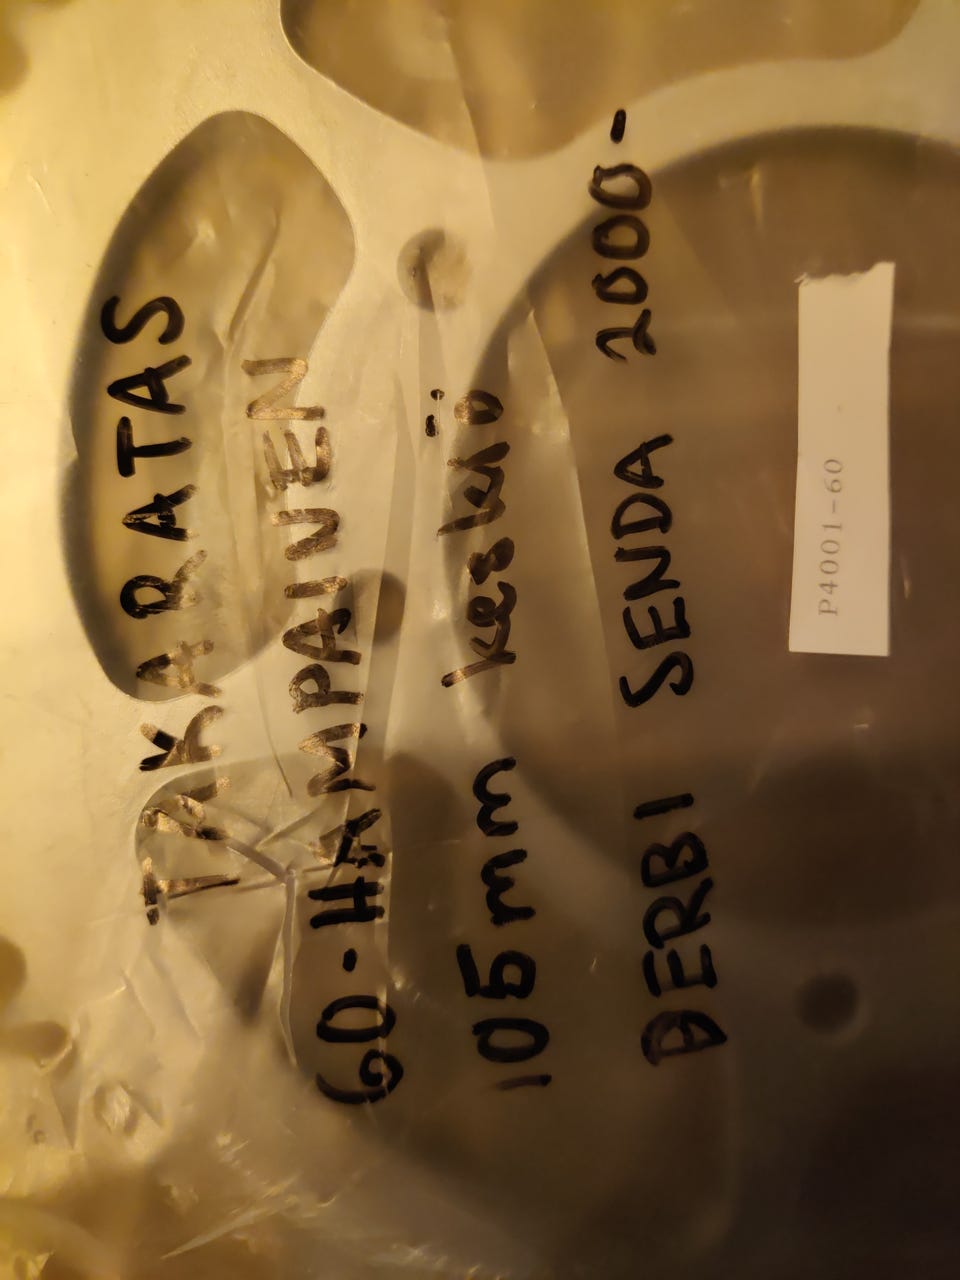 TAKARATAS
60-HAMPAINEN
105mm keskiö
DERBI SENDA 2000-
P4001-60